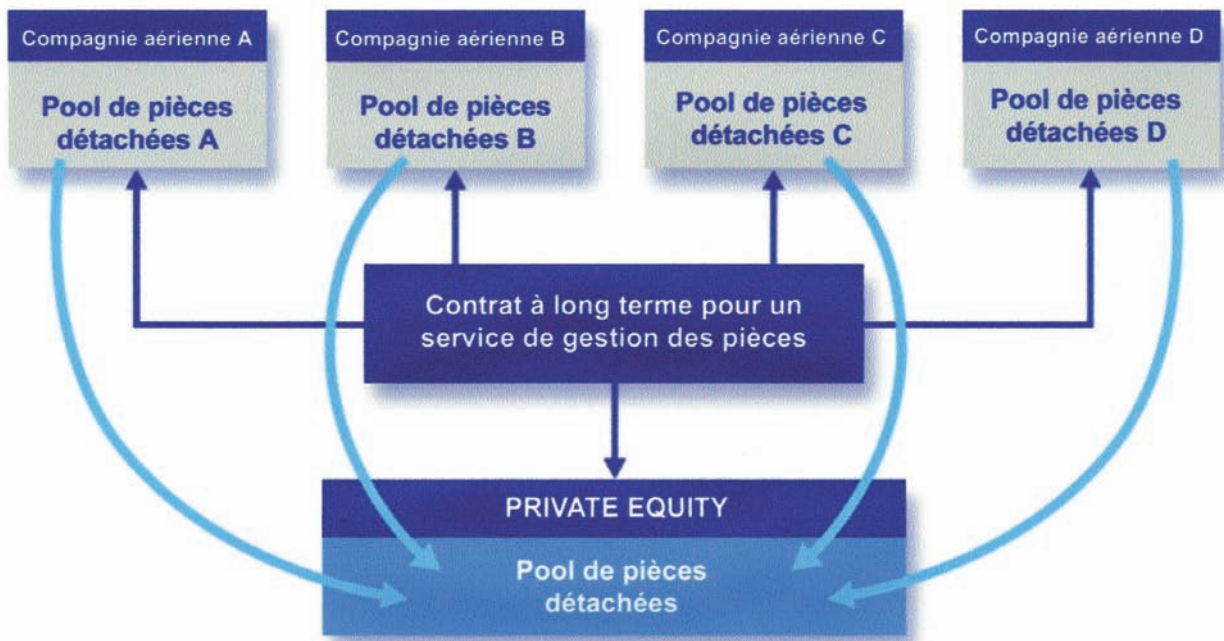 Compagnie aérienne A
Pool de pièces
détachées A
Compagnie aérienne B
Pool de pièces
détachées B
Compagnie aérienne C
Pool de pièces
détachées C
Compagnie aérienne D
Pool de pièces
détachées D
Contrat à long terme pour un
service de gestion des pièces
PRIVATE EQUITY
Pool de pièces
détachées